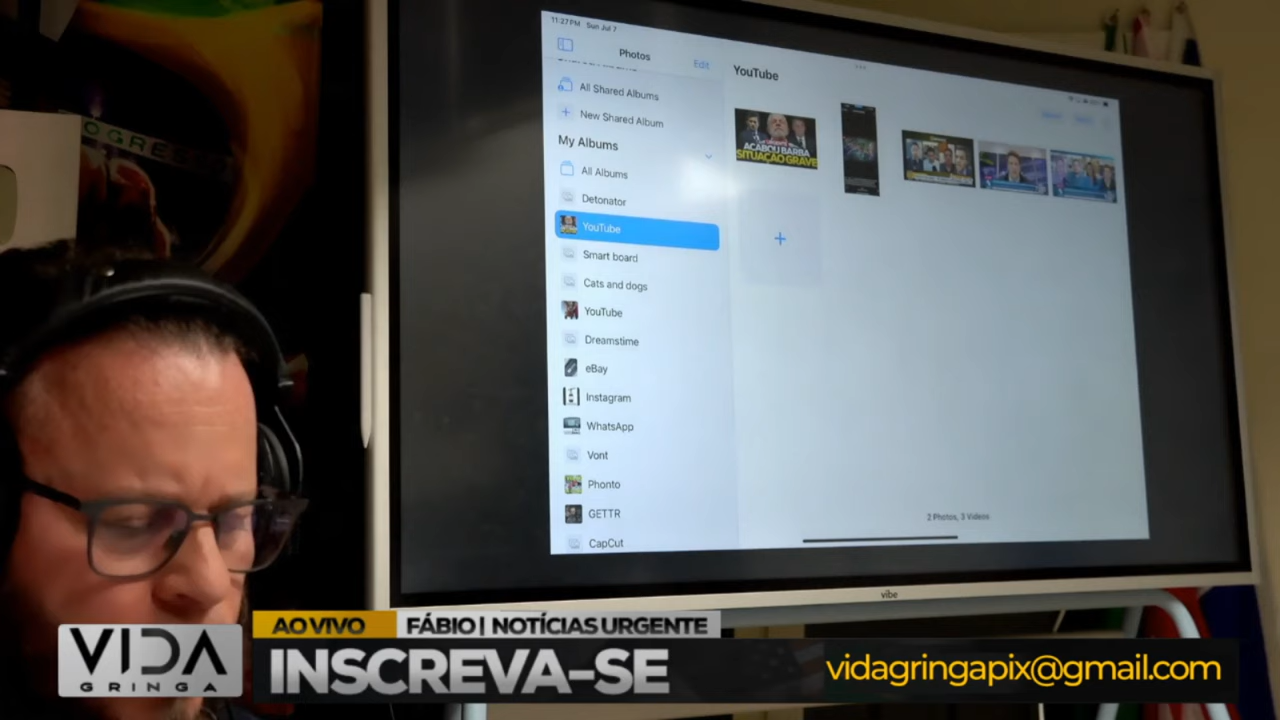 11:27 PM Sun Jul 7
Photos
Edit
All Shared Albums
New Shared Album
My Albums
All Albums
Detonator
YouTube
Smart board
Cats and dogs
YouTube
Dreamstime
eBay
Instagram
WhatsApp
Vont
Phonto
GETTR
CapCut
YouTube
ACABOU BARBA
SITUAÇÃO GRAVE
2 Photos, 3 Videos
vibe
OGRES
AO VIVO
FÁBIO | NOTÍCIAS URGENTE
VIDA
GRINGA
INSCREVA-SE
vidagringapix@gmail.com